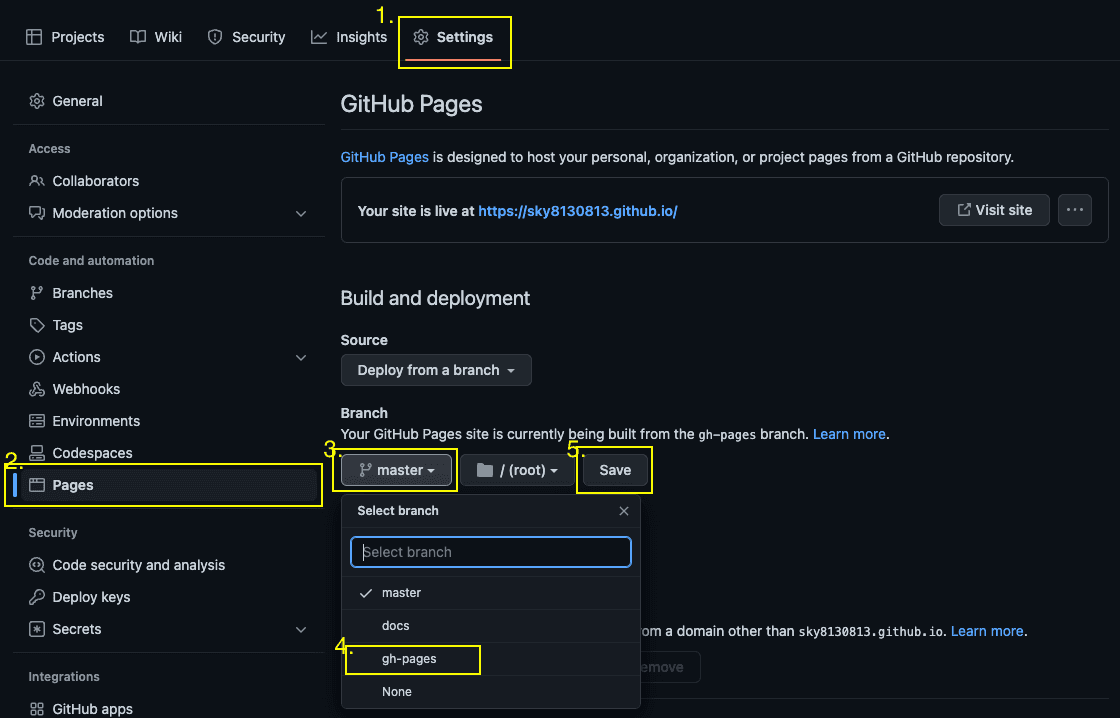 1.
Projects Wiki Security Insights Settings
General
Access
Collaborators
Moderation options
Code and automation
Branches
Tags
Actions
Webhooks
Environments
Codespaces
2.
Pages
Security
Code security and analysis
Deploy keys
Secrets
Integrations
GitHub apps
GitHub Pages
GitHub Pages is designed to host your personal, organization, or project pages from a GitHub repository.
Your site is live at https://sky8130813.github.io/ Visit site
Build and deployment
Source
Deploy from a branch
Branch
Your GitHub Pages site is currently being built from the gh-pages branch. Learn more.
3. 5.
master / (root) Save
Select branch
Select branch
master
docs
4.
gh-pages
None
a domain other than sky8130813.github.io. Learn more.